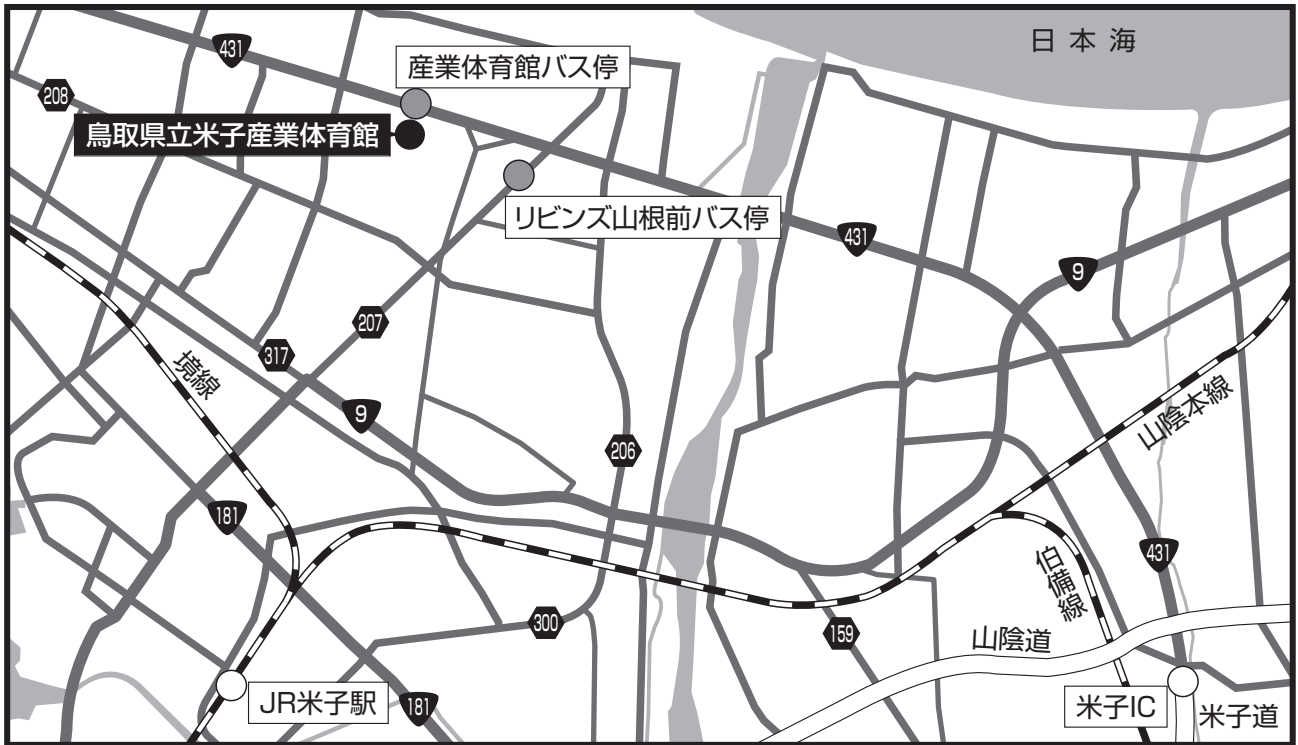 日本海
431
産業体育館バス停
208
鳥取県立米子産業体育館
リビンズ山根前バス停
431
9
207
317
境線
9
206
山陰本線
181
431
伯備線
300
159
山陰道
JR米子駅
181
米子IC
米子道